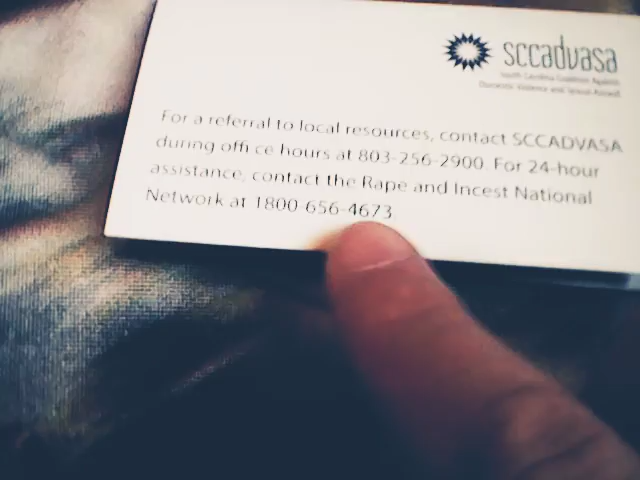 sccadvasa
South Carolina Coalition Against
Domestic Violence and Sexual Assault
For a referral to local resources, contact SCCADVASA
during offi ce hours at 803-256-2900. For 24-hour
assistance, contact the Rape and Incest National
Network at 1800-656-4673.